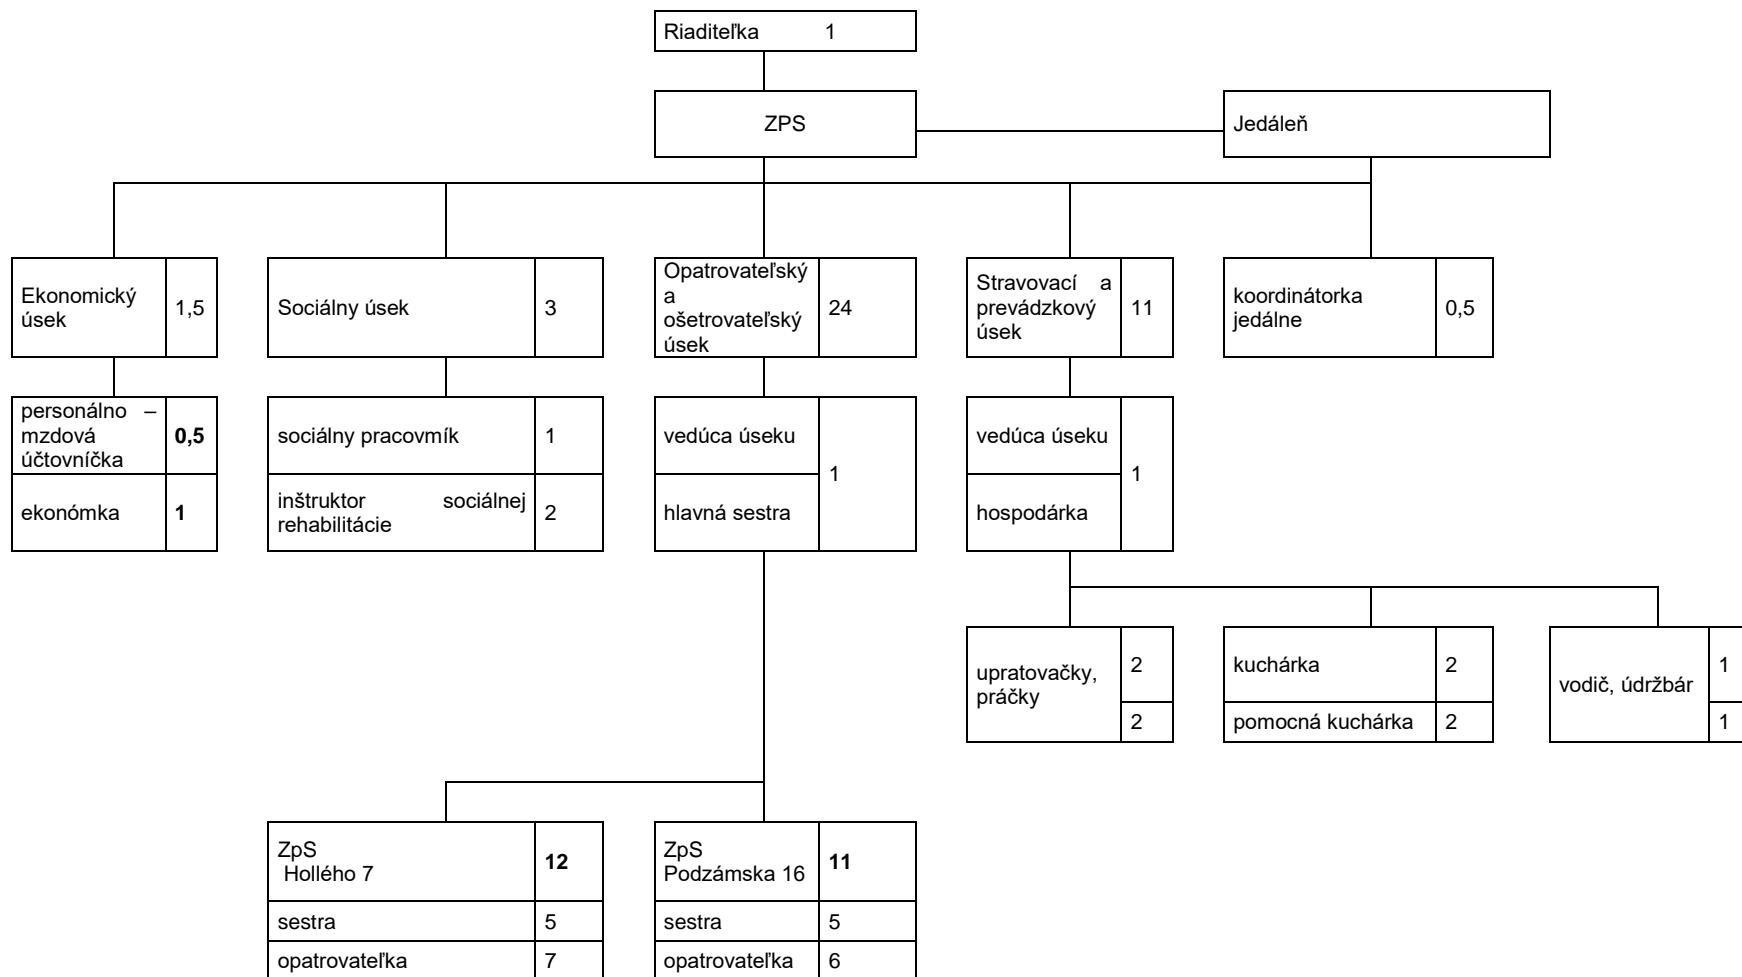 Riaditeľka 1
ZPS
Jedáleň
Ekonomický
úsek
1,5
Sociálny úsek 3
Opatrovateľský
a
ošetrovateľský
úsek
24
Stravovací a
prevádzkový
úsek
11
koordinátorka
jedálne
0,5
personálno –
mzdová
účtovníčka
0,5
ekonómka 1
sociálny pracovmík 1
inštruktor sociálnej
rehabilitácie
2
vedúca úseku
hlavná sestra
1
vedúca úseku
hospodárka
1
upratovačky,
práčky
2
2
kuchárka 2
pomocná kuchárka 2
vodič, údržbár
1
1
ZpS
Hollého 7
12
sestra 5
opatrovateľka 7
ZpS
Podzámska 16
11
sestra 5
opatrovateľka 6